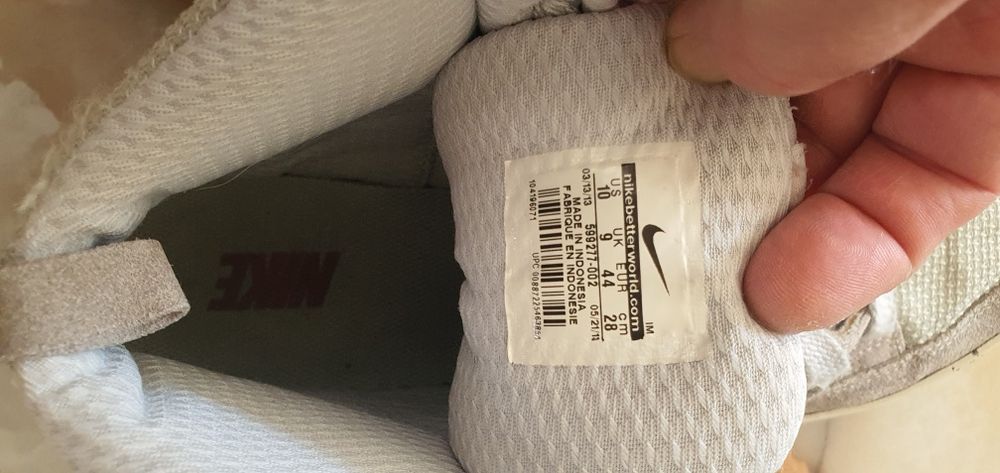 nikebetterworld.com
IM
US UK EUR cm
10 9 44 28
03/13/13 599277-002 05/21/13
MADE IN INDONESIA
FABRIQUE EN INDONESIE
104196071
NIKE